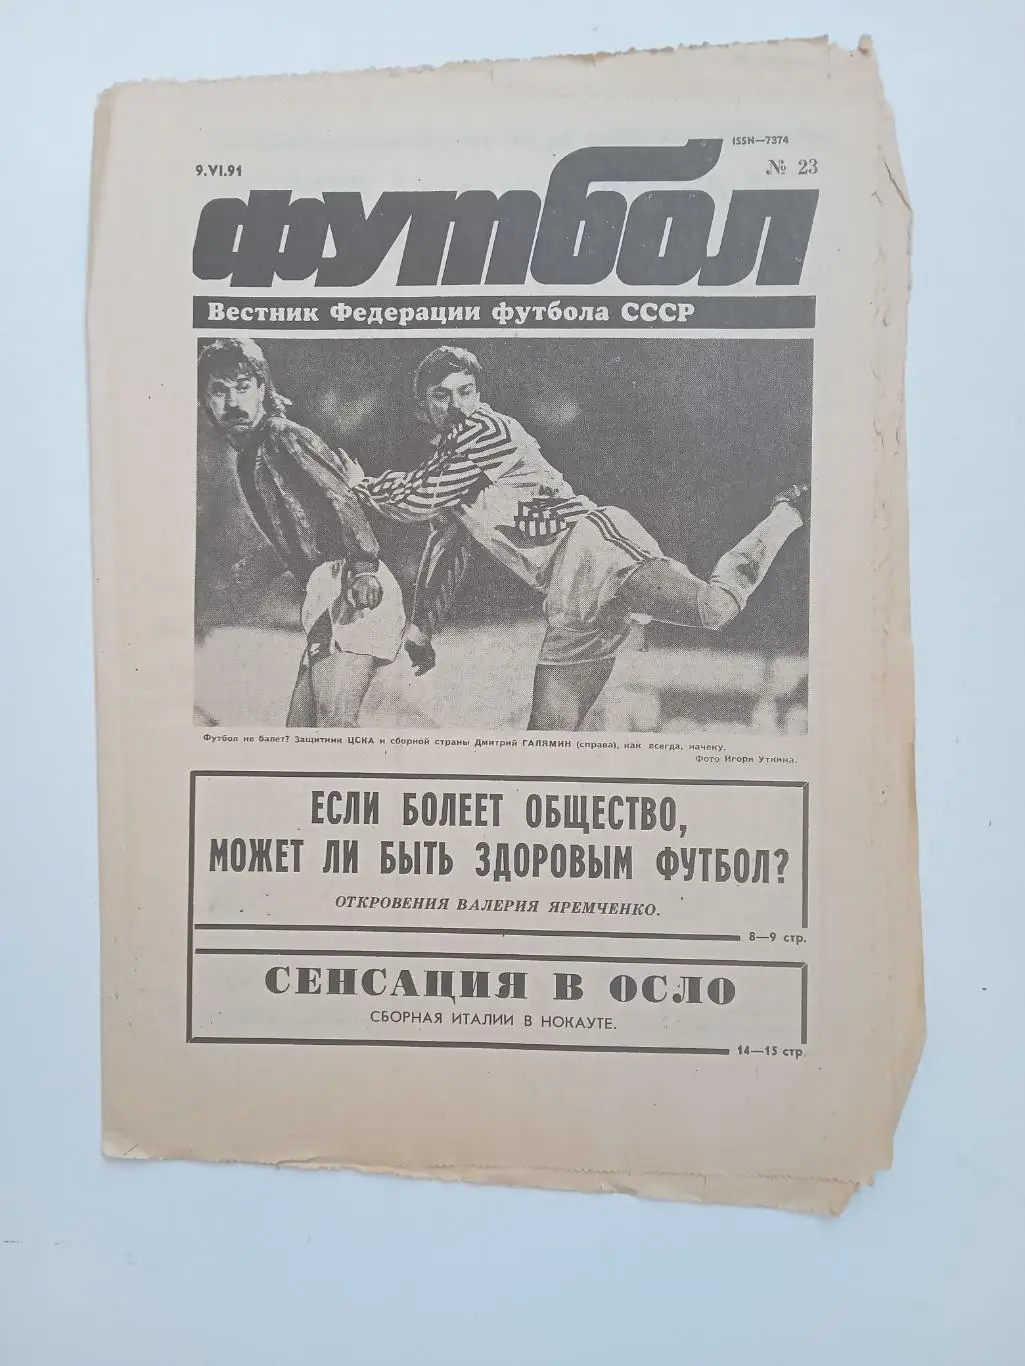 ISSN—7374
9.VI.91
№ 23
футбол
Вестник Федерации футбола СССР
Футбол не балет? Защитник ЦСКА и сборной страны Дмитрий ГАЛЯМИН (справа), как всегда, начеку.
Фото Игоря Уткина.
ЕСЛИ БОЛЕЕТ ОБЩЕСТВО,
МОЖЕТ ЛИ БЫТЬ ЗДОРОВЫМ ФУТБОЛ?
ОТКРОВЕНИЯ ВАЛЕРИЯ ЯРЕМЧЕНКО.
8—9 стр.
СЕНСАЦИЯ В ОСЛО
СБОРНАЯ ИТАЛИИ В НОКАУТЕ.
14—15 стр.